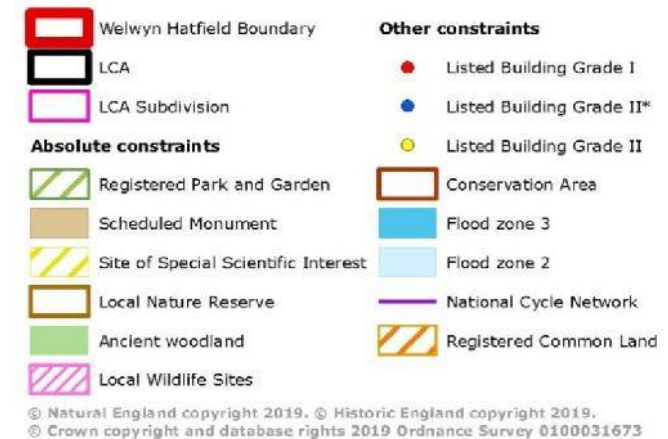 Welwyn Hatfield Boundary
LCA
LCA Subdivision
Absolute constraints
Registered Park and Garden
Scheduled Monument
Site of Special Scientific Interest
Local Nature Reserve
Ancient woodland
Local Wildlife Sites
Other constraints
Listed Building Grade I
Listed Building Grade II*
Listed Building Grade II
Conservation Area
Flood zone 3
Flood zone 2
National Cycle Network
Registered Common Land
© Natural England copyright 2019. © Historic England copyright 2019.
© Crown copyright and database rights 2019 Ordnance Survey 0100031673